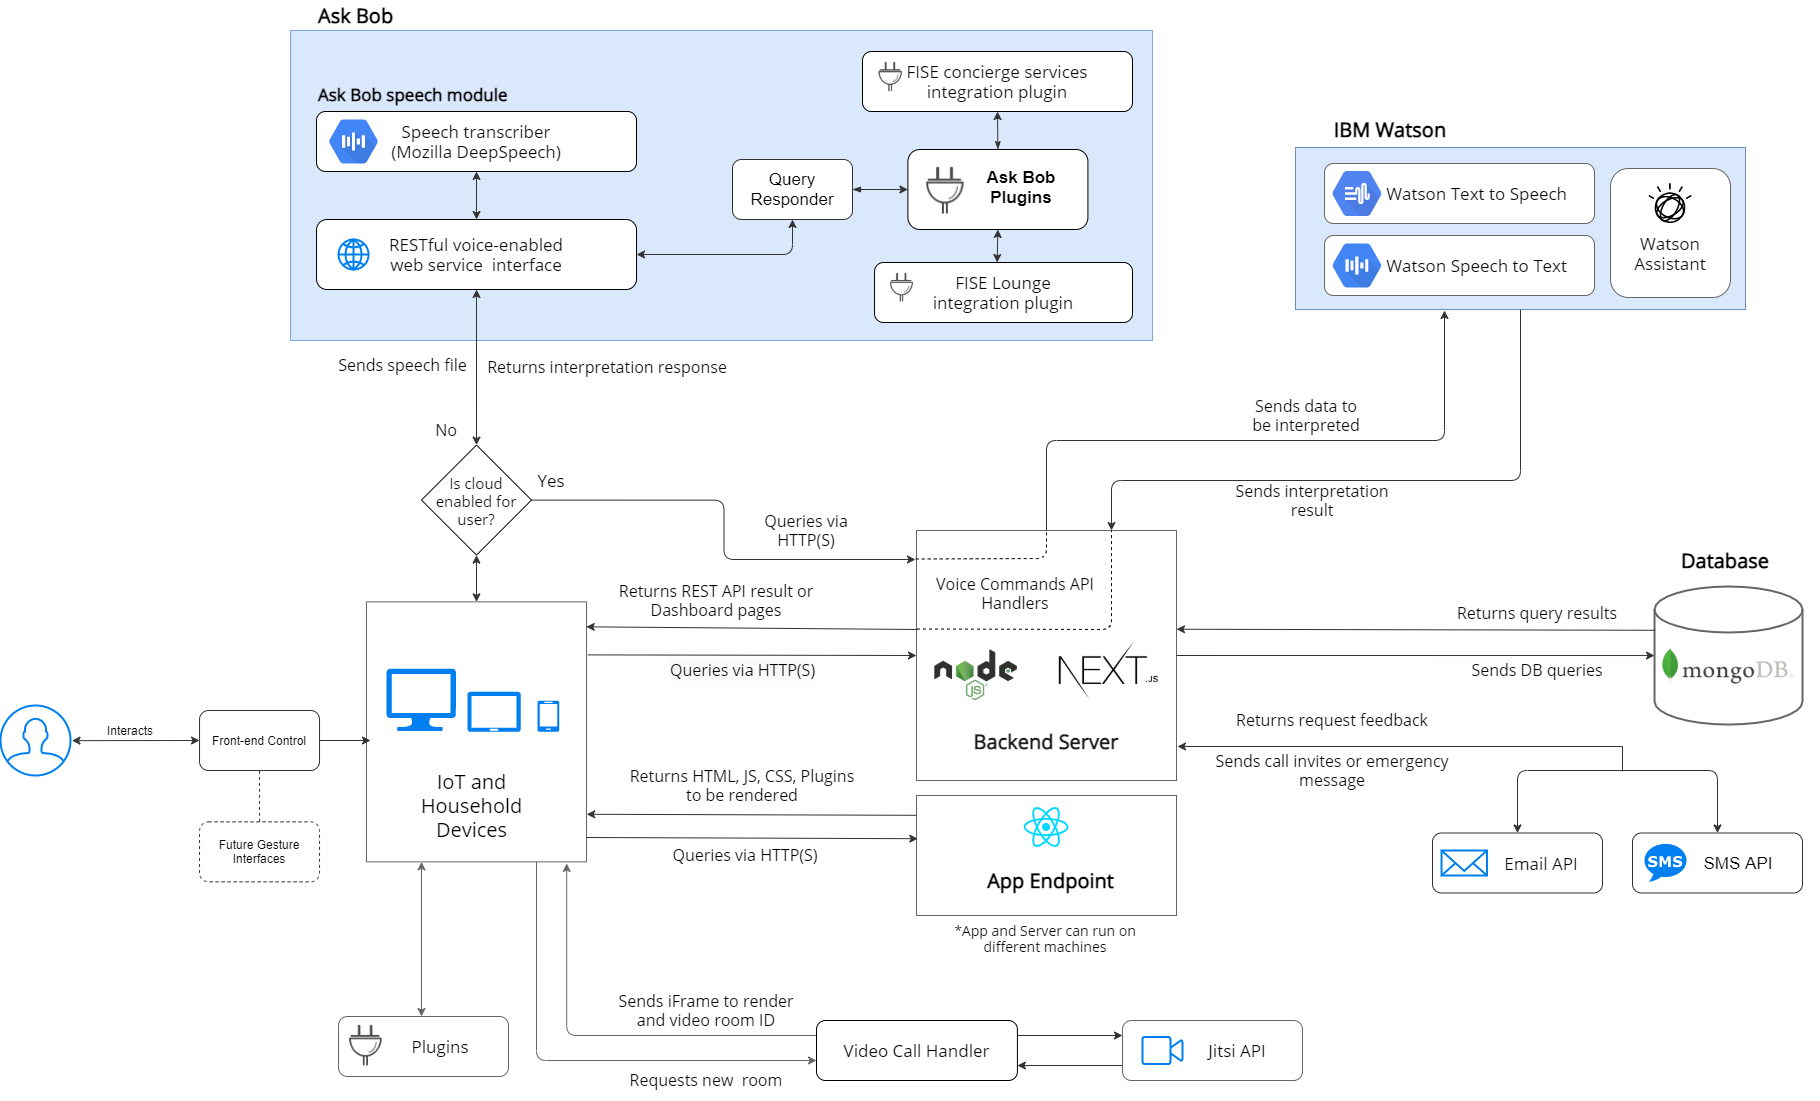 Ask Bob
Ask Bob speech module
Speech transcriber
(Mozilla DeepSpeech)
RESTful voice-enabled
web service interface
Query
Responder
FISE concierge services
integration plugin
Ask Bob
Plugins
FISE Lounge
integration plugin
IBM Watson
Watson Text to Speech
Watson Speech to Text
Watson
Assistant
Sends speech file
Returns interpretation response
No
Is cloud
enabled for
user?
Yes
Queries via
HTTP(S)
Sends data to
be interpreted
Sends interpretation
result
Voice Commands API
Handlers
node
JS
NEXT
.JS
Backend Server
Returns REST API result or
Dashboard pages
Queries via HTTP(S)
Database
mongoDB.
Returns query results
Sends DB queries
Returns request feedback
Sends call invites or emergency
message
Email API
SMS
SMS API
Interacts
Front-end Control
Future Gesture
Interfaces
IoT and
Household
Devices
Returns HTML, JS, CSS, Plugins
to be rendered
Queries via HTTP(S)
App Endpoint
*App and Server can run on
different machines
Plugins
Sends iFrame to render
and video room ID
Requests new room
Video Call Handler
Jitsi API